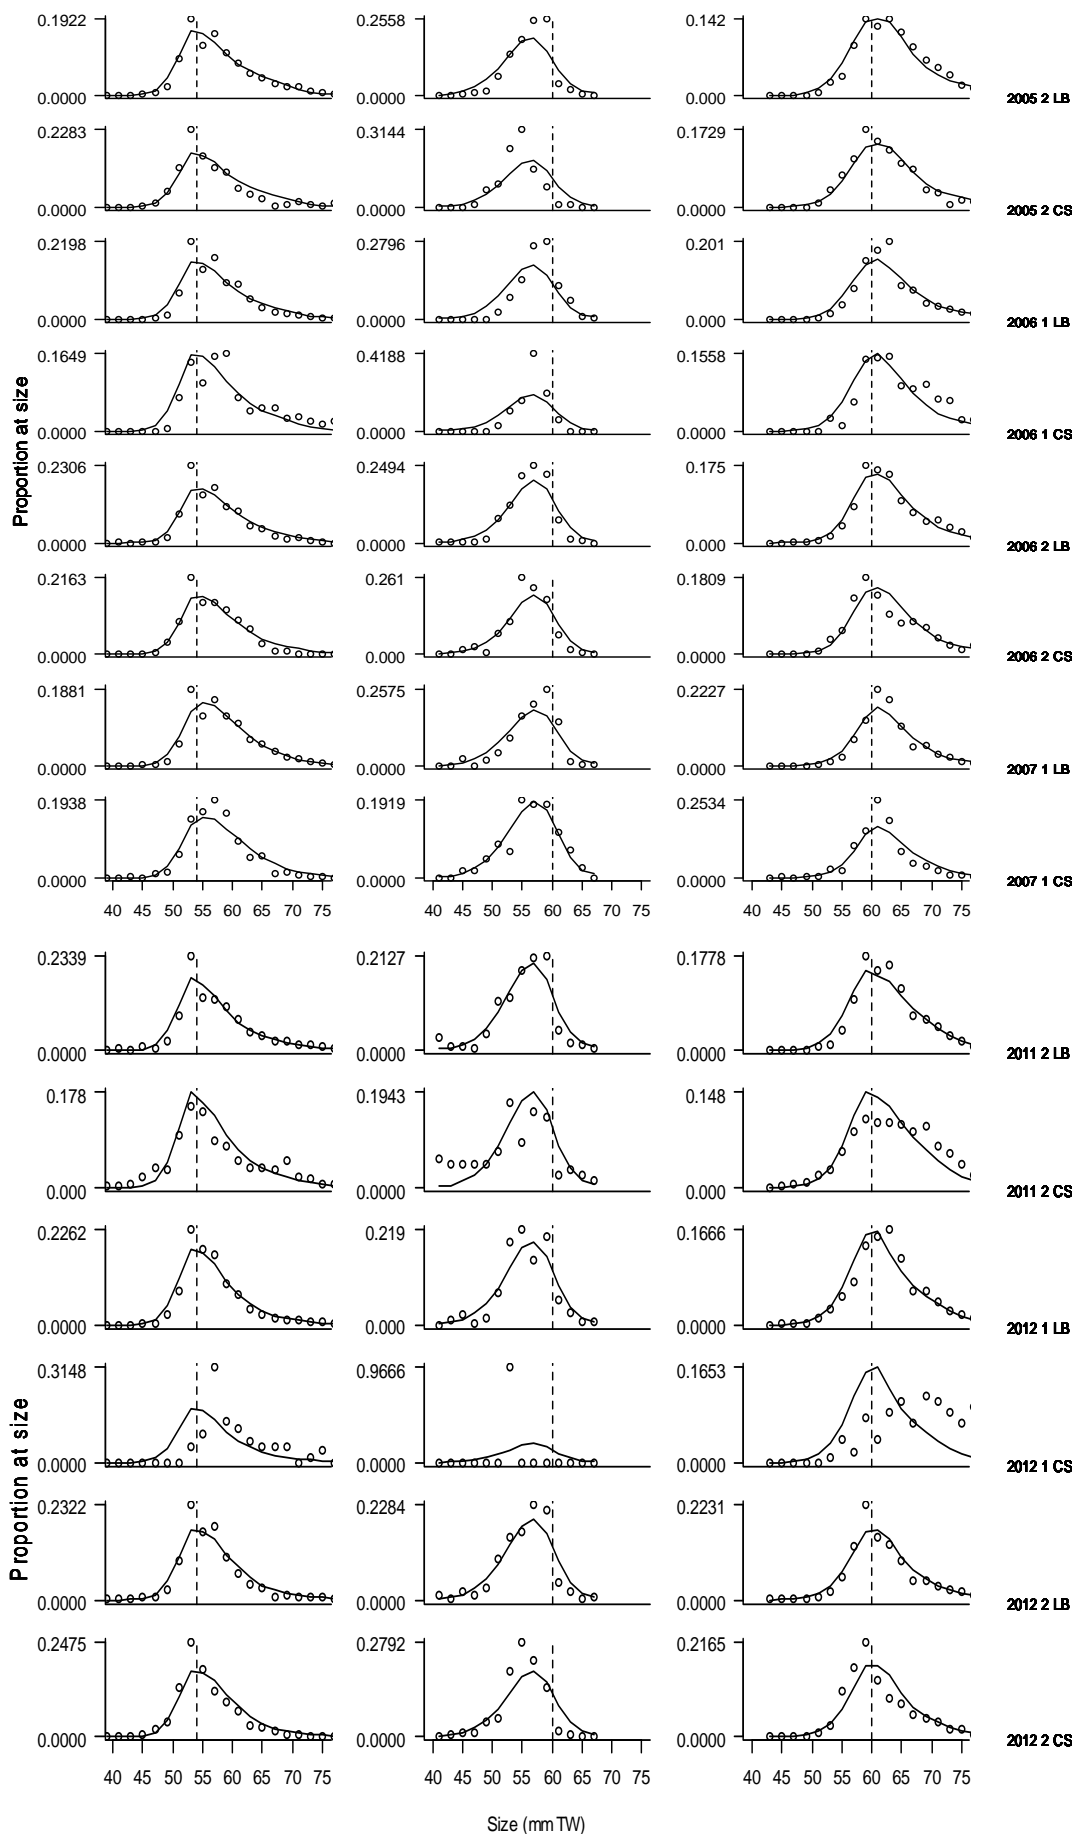 0.1922 0.2558 0.142
0.0000 0.0000 0.000 2005 2 LB
0.2283 0.3144 0.1729
0.0000 0.0000 0.0000 2005 2 CS
0.2198 0.2796 0.201
0.0000 0.0000 0.000 2006 1 LB
0.1649 0.4188 0.1558
0.0000 0.0000 0.0000 2006 1 CS
Proportion at size
0.2306 0.2494 0.175
0.0000 0.0000 0.000 2006 2 LB
0.2163 0.261 0.1809
0.0000 0.000 0.0000 2006 2 CS
0.1881 0.2575 0.2227
0.0000 0.0000 0.0000 2007 1 LB
0.1938 0.1919 0.2534
0.0000 0.0000 0.0000 2007 1 CS
40 45 50 55 60 65 70 75 40 45 50 55 60 65 70 75 40 45 50 55 60 65 70 75
0.2339 0.2127 0.1778
0.0000 0.0000 0.0000 2011 2 LB
0.178 0.1943 0.148
0.000 0.0000 0.000 2011 2 CS
0.2262 0.219 0.1666
0.0000 0.000 0.0000 2012 1 LB
0.3148 0.9666 0.1653
0.0000 0.0000 0.0000 2012 1 CS
Proportion at size
0.2322 0.2284 0.2231
0.0000 0.0000 0.0000 2012 2 LB
0.2475 0.2792 0.2165
0.0000 0.0000 0.0000 2012 2 CS
40 45 50 55 60 65 70 75 40 45 50 55 60 65 70 75 40 45 50 55 60 65 70 75
Size (mm TW)